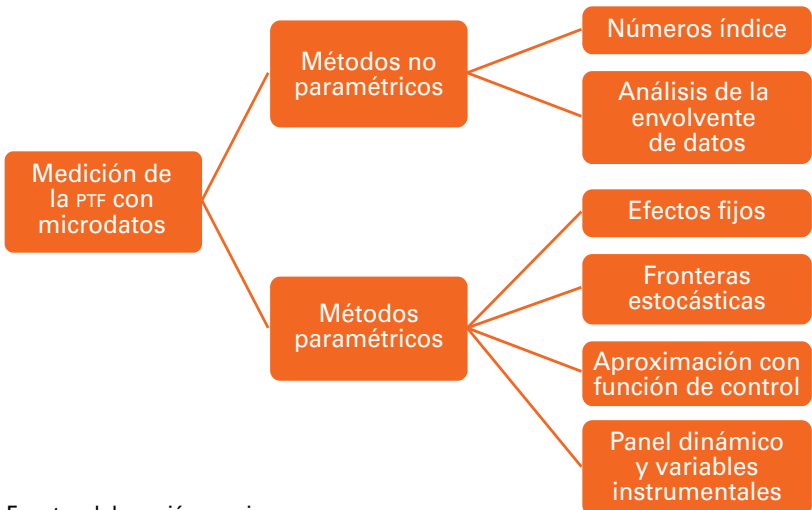 Medición de
la PTF con
microdatos
Métodos no
paramétricos
Números índice
Análisis de la
envolvente
de datos
Métodos
paramétricos
Efectos fijos
Fronteras
estocásticas
Aproximación con
función de control
Panel dinámico
y variables
instrumentales